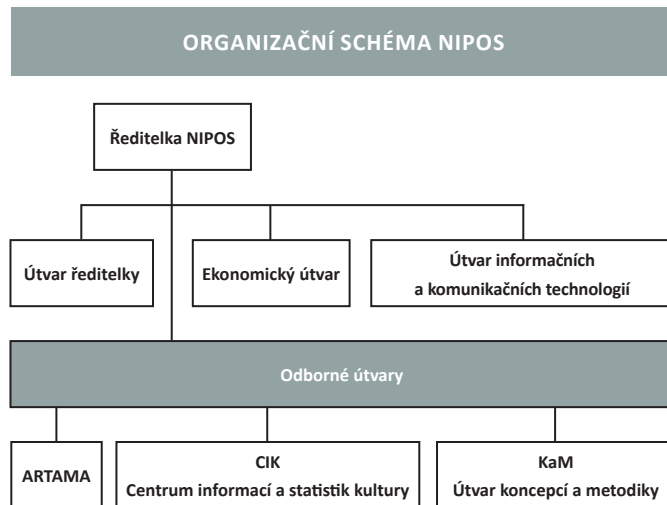 ORGANIZAČNÍ SCHÉMA NIPOS
Ředitelka NIPOS
Útvar ředitelky
Ekonomický útvar
Útvar informačních
a komunikačních technologií
Odborné útvary
ARTAMA
CIK
Centrum informací a statistik kultury
KaM
Útvar koncepcí a metodiky